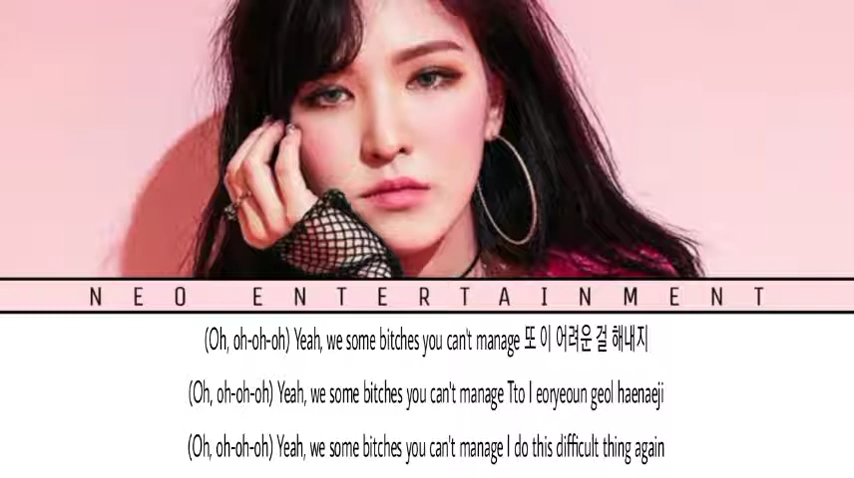 NEO ENTERTAINMENT
(Oh, oh-oh-oh) Yeah, we some bitches you can't manage 또 이 어려운 걸 해내지
(Oh, oh-oh-oh) Yeah, we some bitches you can't manage Tto I eoryeoun geol haenaeji
(Oh, oh-oh-oh) Yeah, we some bitches you can't manage I do this difficult thing again